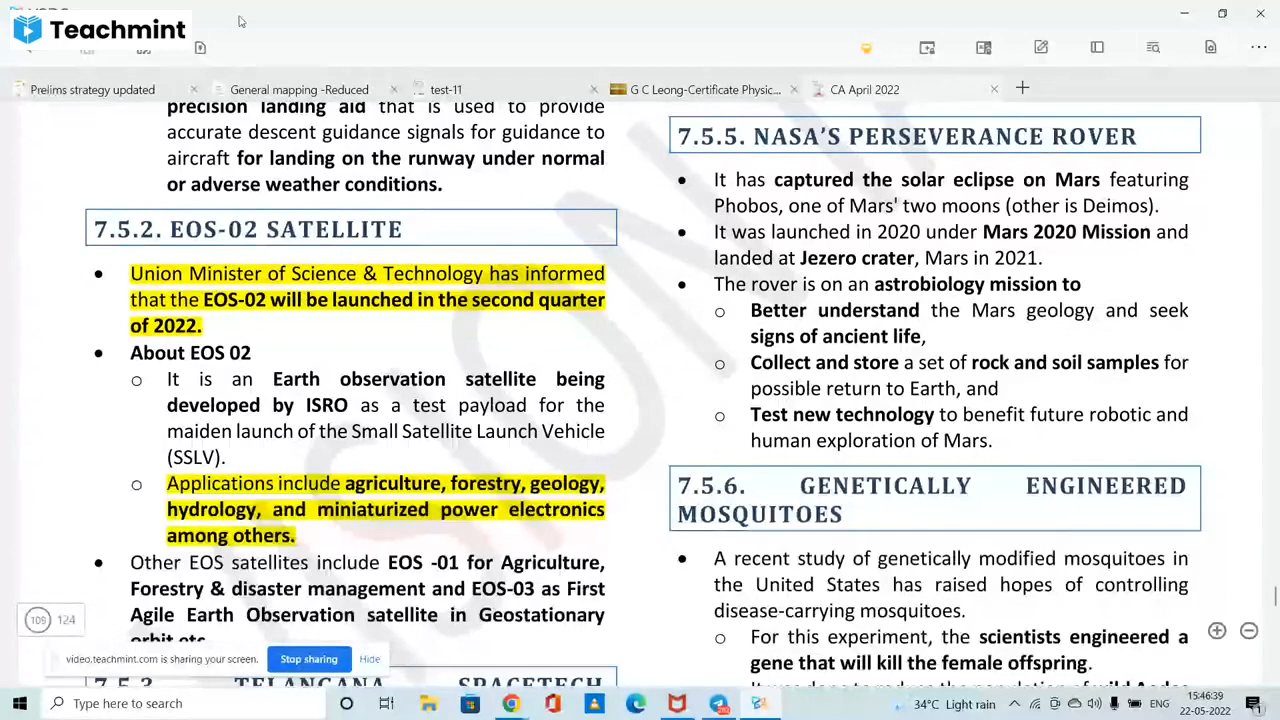 Teachmint
Prelims strategy updated
General mapping -Reduced
test-11
G C Leong-Certificate Physic...
CA April 2022
precision landing aid that is used to provide
accurate descent guidance signals for guidance to
aircraft for landing on the runway under normal
or adverse weather conditions.
7.5.2. EOS-02 SATELLITE
• Union Minister of Science & Technology has informed
that the EOS-02 will be launched in the second quarter
of 2022.
• About EOS 02
o It is an Earth observation satellite being
developed by ISRO as a test payload for the
maiden launch of the Small Satellite Launch Vehicle
(SSLV).
o Applications include agriculture, forestry, geology,
hydrology, and miniaturized power electronics
among others.
• Other EOS satellites include EOS -01 for Agriculture,
Forestry & disaster management and EOS-03 as First
Agile Earth Observation satellite in Geostationary
orbit etc.
7.5.3. TELANGANA SPACETECH
7.5.5. NASA'S PERSEVERANCE ROVER
• It has captured the solar eclipse on Mars featuring
Phobos, one of Mars' two moons (other is Deimos).
• It was launched in 2020 under Mars 2020 Mission and
landed at Jezero crater, Mars in 2021.
• The rover is on an astrobiology mission to
o Better understand the Mars geology and seek
signs of ancient life,
o Collect and store a set of rock and soil samples for
possible return to Earth, and
o Test new technology to benefit future robotic and
human exploration of Mars.
7.5.6. GENETICALLY ENGINEERED
MOSQUITOES
• A recent study of genetically modified mosquitoes in
the United States has raised hopes of controlling
disease-carrying mosquitoes.
o For this experiment, the scientists engineered a
gene that will kill the female offspring.
109 124
video.teachmint.com is sharing your screen. Stop sharing Hide
Type here to search
34°C Light rain
ENG
15:46:39
22-05-2022